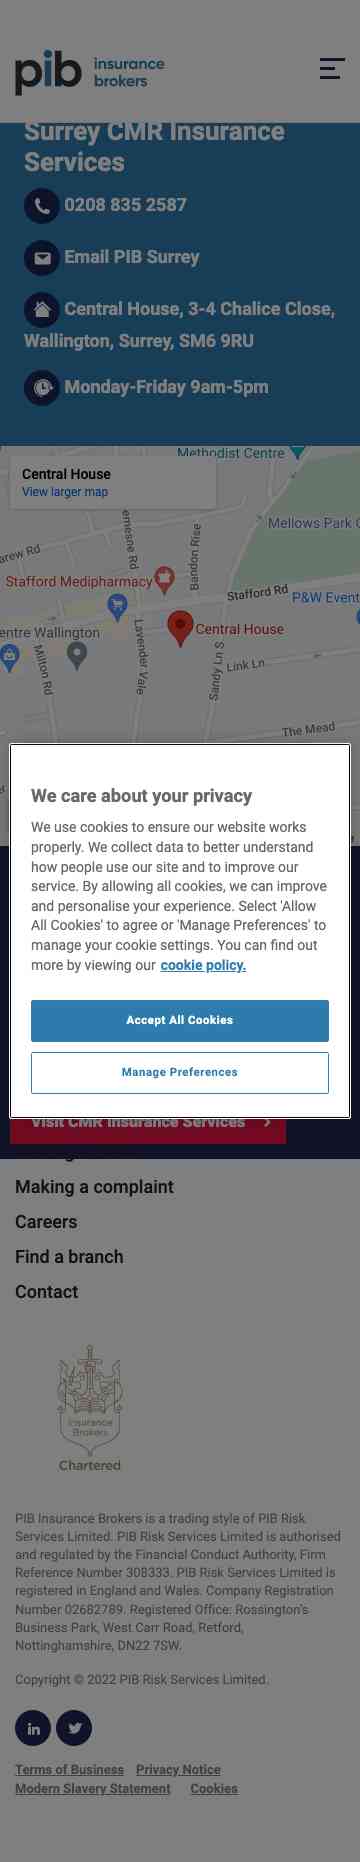 pib insurance brokers
Surrey CMR Insurance
Services
0208 835 2587
Email PIB Surrey
Central House, 3-4 Chalice Close,
Wallington, Surrey, SM6 9RU
Monday-Friday 9am-5pm
Methodist Centre
Central House
View larger map
Mellows Park
arew Rd
emesne Rd
Bandon Rise
Stafford Medipharmacy
Stafford Rd
P&W Event
entre Wallington
Central House
Milton Rd
Lavender Vale
Sandy Ln S
Link Ln
The Mead
We care about your privacy
We use cookies to ensure our website works
properly. We collect data to better understand
how people use our site and to improve our
service. By allowing all cookies, we can improve
and personalise your experience. Select 'Allow
All Cookies' to agree or 'Manage Preferences' to
manage your cookie settings. You can find out
more by viewing our cookie policy.
Accept All Cookies
Manage Preferences
Visit CMR Insurance Services
Making a complaint
Careers
Find a branch
Contact
Insurance
Brokers
Chartered
PIB Insurance Brokers is a trading style of PIB Risk
Services Limited. PIB Risk Services Limited is authorised
and regulated by the Financial Conduct Authority, Firm
Reference Number 308333. PIB Risk Services Limited is
registered in England and Wales. Company Registration
Number 02682789. Registered Office: Rossington's
Business Park, West Carr Road, Retford,
Nottinghamshire, DN22 7SW.
Copyright © 2022 PIB Risk Services Limited.
in
Terms of Business Privacy Notice
Modern Slavery Statement Cookies